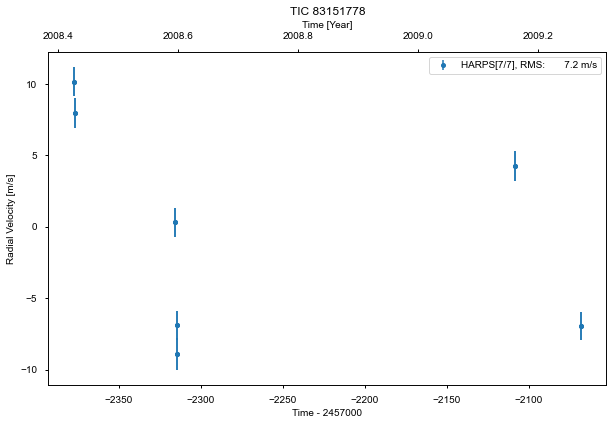 TIC 83151778
Time [Year]
2008.4 2008.6 2008.8 2009.0 2009.2
HARPS[7/7], RMS: 7.2 m/s
10
5
0
−5
−10
Radial Velocity [m/s]
−2350 −2300 −2250 −2200 −2150 −2100
Time - 2457000